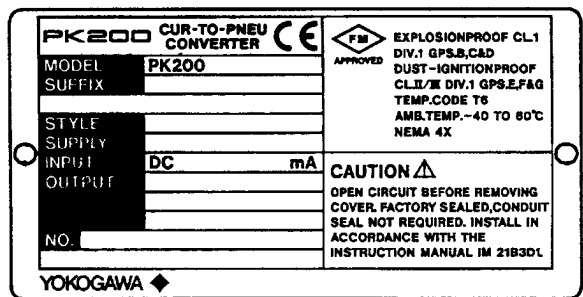 PK200 CUR-TO-PNEU CONVERTER CE
MODEL PK200
SUFFIX
STYLE
SUPPLY
INPUT DC mA
OUTPUT
NO.
YOKOGAWA
FM
APPROVED
EXPLOSIONPROOF CL.1
DIV.1 GPS.B,C&D
DUST-IGNITIONPROOF
CL.II/III DIV.1 GPS.E,F&G
TEMP.CODE T6
AMB.TEMP.-40 TO 60℃
NEMA 4X
CAUTION ⚠
OPEN CIRCUIT BEFORE REMOVING
COVER. FACTORY SEALED,CONDUIT
SEAL NOT REQUIRED. INSTALL IN
ACCORDANCE WITH THE
INSTRUCTION MANUAL IM 21B3D1.